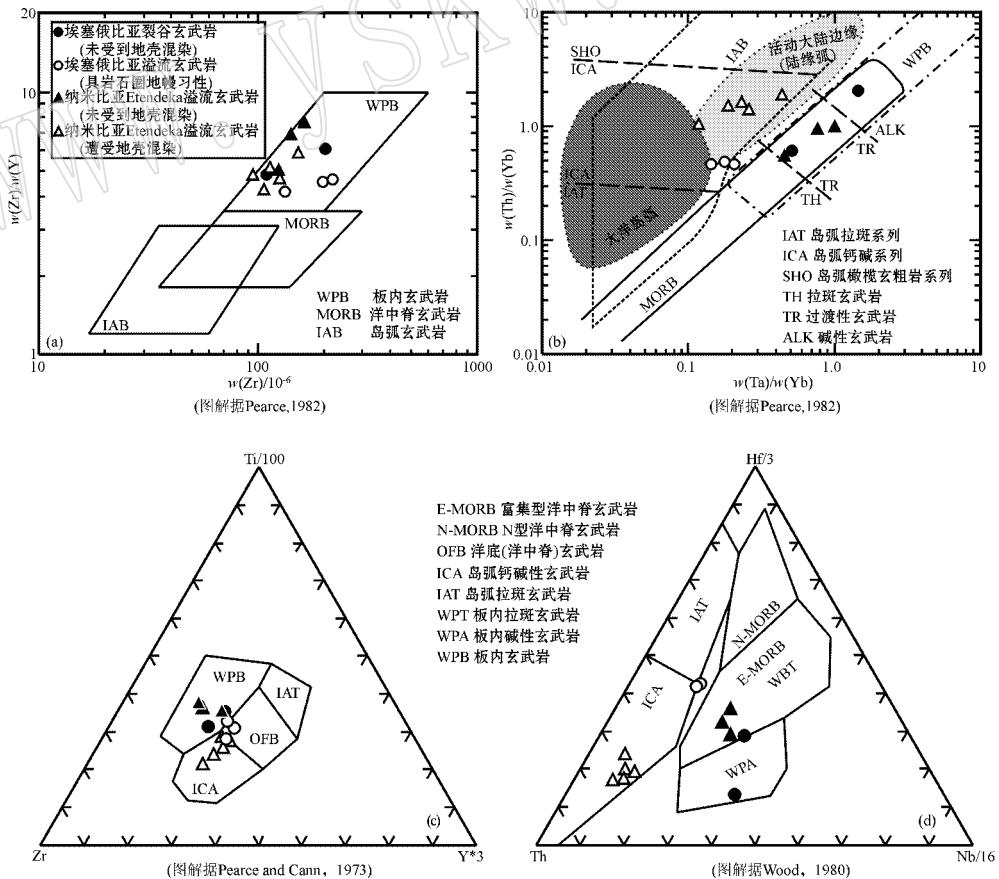 20
10
1
w(Zr)/w(Y)
●埃塞俄比亚裂谷玄武岩
(未受到地壳混染)
埃塞俄比亚溢流玄武岩
(具岩石圈地幔习性)
▲纳米比亚Etendeka溢流玄武岩
(未受到地壳混染)
△纳米比亚Etendeka溢流玄武岩
(遭受地壳混染)
WPB
MORB
IAB
WPB 板内玄武岩
MORB 洋中脊玄武岩
IAB 岛弧玄武岩
(a)
10
100
1000
w(Zr)/10-6
(图解据Pearce,1982)
10
1.0
0.1
0.01
w(Th)/w(Yb)
SHO
ICA
IAB
活动大陆边缘
(陆缘弧)
WPB
ALK
TR
TR
TH
ICA
IAT
大洋岛弧
MORB
IAT 岛弧拉斑系列
ICA 岛弧钙碱系列
SHO 岛弧橄榄玄粗岩系列
TH 拉斑玄武岩
TR 过渡性玄武岩
ALK 碱性玄武岩
(b)
0.01
0.1
1.0
10
w(Ta)/w(Yb)
(图解据Pearce,1982)
Ti/100
WPB
IAT
OFB
ICA
(c)
Zr
Y*3
(图解据Pearce and Cann, 1973)
E-MORB 富集型洋中脊玄武岩
N-MORB N型洋中脊玄武岩
OFB 洋底(洋中脊)玄武岩
ICA 岛弧钙碱性玄武岩
IAT 岛弧拉斑玄武岩
WPT 板内拉斑玄武岩
WPA 板内碱性玄武岩
WPB 板内玄武岩
Hf/3
IAT
N-MORB
E-MORB
WBT
ICA
WPA
(d)
Th
Nb/16
(图解据Wood, 1980)